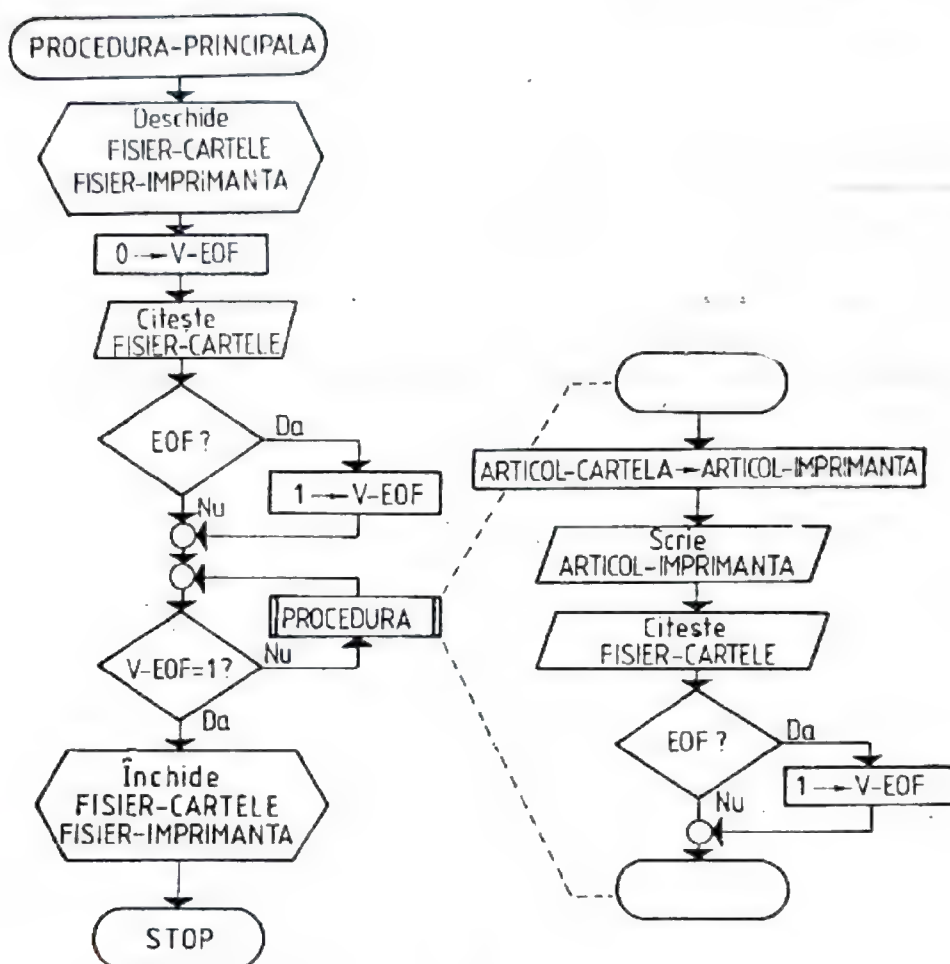 PROCEDURA-PRINCIPALA
Deschide
FISIER-CARTELE
FISIER-IMPRIMANTA
0 → V-EOF
Citește
FISIER-CARTELE
EOF ?
Da
1 → V-EOF
Nu
PROCEDURA
V-EOF=1?
Nu
Da
Închide
FISIER-CARTELE
FISIER-IMPRIMANTA
STOP
ARTICOL-CARTELA → ARTICOL-IMPRIMANTA
Scrie
ARTICOL-IMPRIMANTA
Citeste
FISIER-CARTELE
EOF ?
Da
1 → V-EOF
Nu